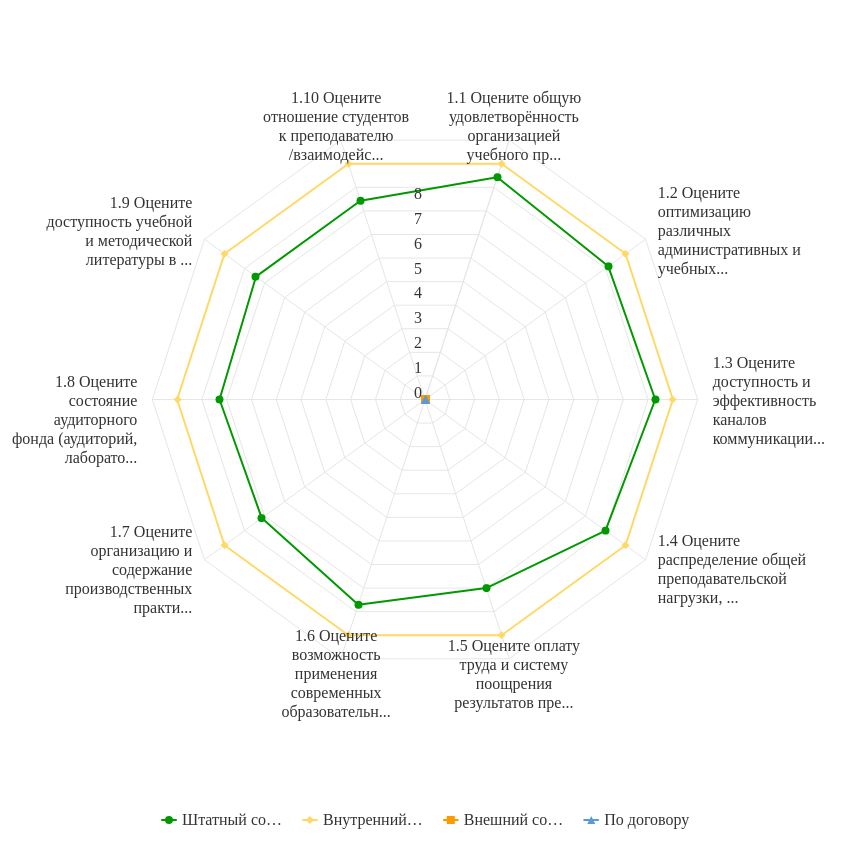 1.10 Оцените
отношение студентов
к преподавателю
/взаимодейс...
1.1 Оцените общую
удовлетворённость
организацией
учебного пр...
1.2 Оцените
оптимизацию
различных
административных и
учебных...
1.3 Оцените
доступность и
эффективность
каналов
коммуникации...
1.4 Оцените
распределение общей
преподавательской
нагрузки, ...
1.5 Оцените оплату
труда и систему
поощрения
результатов пре...
1.6 Оцените
возможность
применения
современных
образовательн...
1.7 Оцените
организацию и
содержание
производственных
практи...
1.8 Оцените
состояние
аудиторного
фонда (аудиторий,
лаборато...
1.9 Оцените
доступность учебной
и методической
литературы в ...
8
7
6
5
4
3
2
1
0
Штатный со…
Внутренний…
Внешний со…
По договору